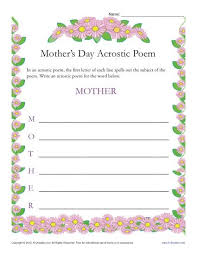 Name:
Mother's Day Acrostic Poem
In an acrostic poem, the first letter of each line spells out the subject of the
poem. Write an acrostic poem for the word below.
MOTHER
M
O
T
H
E
R